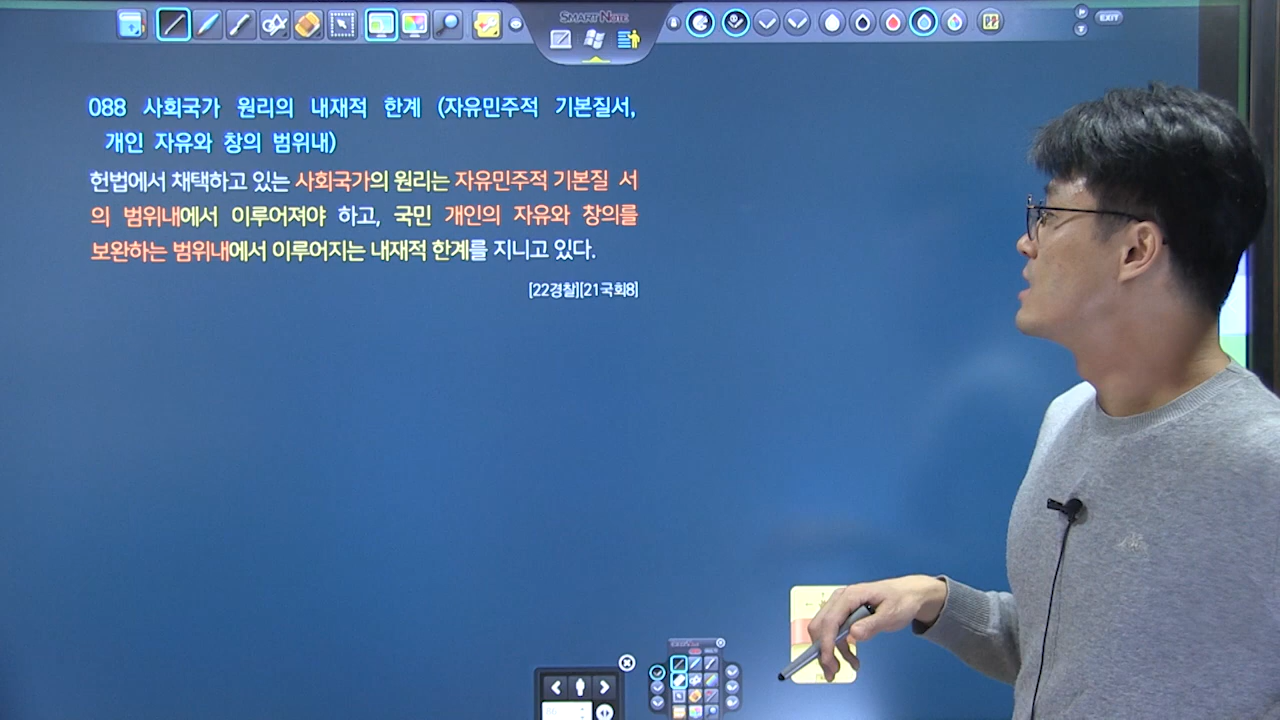 SMARTNOTE
EXIT
088 사회국가 원리의 내재적 한계 (자유민주적 기본질서,
개인 자유와 창의 범위내)
헌법에서 채택하고 있는 사회국가의 원리는 자유민주적 기본질 서
의 범위내에서 이루어져야 하고, 국민 개인의 자유와 창의를
보완하는 범위내에서 이루어지는 내재적 한계를 지니고 있다.
[22경찰][21국회8]